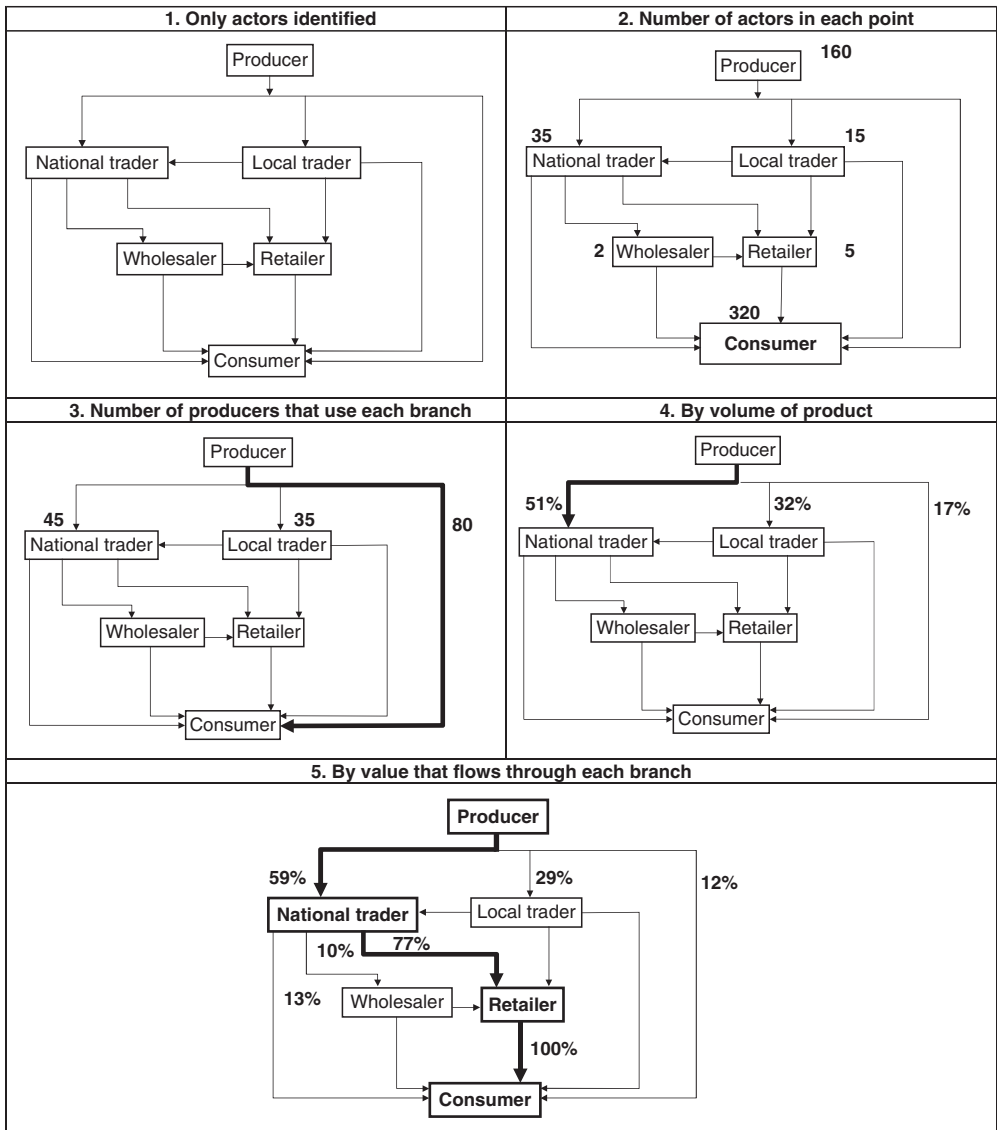 1. Only actors identified
Producer
National trader
Local trader
Wholesaler
Retailer
Consumer
2. Number of actors in each point
160
Producer
35
15
National trader
Local trader
2
Wholesaler
Retailer
5
320
Consumer
3. Number of producers that use each branch
Producer
45
35
80
National trader
Local trader
Wholesaler
Retailer
Consumer
4. By volume of product
Producer
51%
32%
17%
National trader
Local trader
Wholesaler
Retailer
Consumer
5. By value that flows through each branch
Producer
59%
29%
12%
National trader
Local trader
10%
77%
13%
Wholesaler
Retailer
100%
Consumer